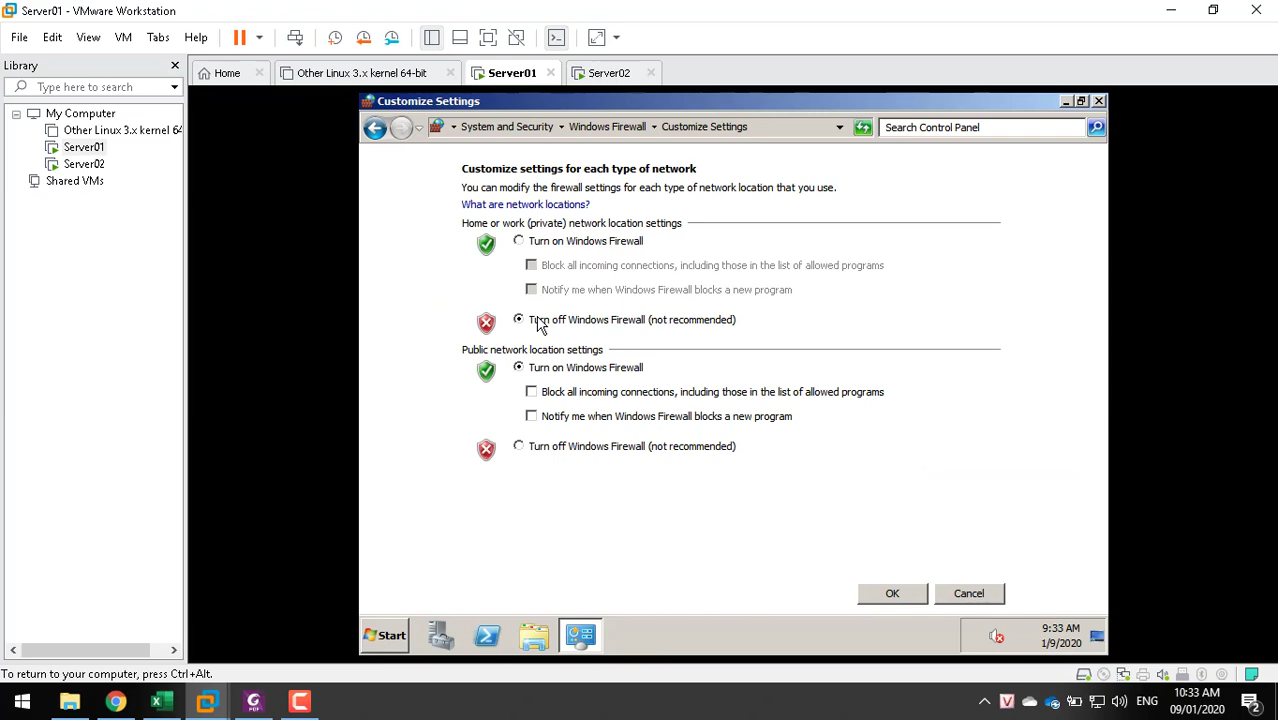 Server01 - VMware Workstation
File Edit View VM Tabs Help
Library
Type here to search
My Computer
Other Linux 3.x kernel 64
Server01
Server02
Shared VMs
Home
Other Linux 3.x kernel 64-bit
Server01
Server02
Customize Settings
System and Security Windows Firewall Customize Settings
Search Control Panel
Customize settings for each type of network
You can modify the firewall settings for each type of network location that you use.
What are network locations?
Home or work (private) network location settings
Turn on Windows Firewall
Block all incoming connections, including those in the list of allowed programs
Notify me when Windows Firewall blocks a new program
Turn off Windows Firewall (not recommended)
Public network location settings
Turn on Windows Firewall
Block all incoming connections, including those in the list of allowed programs
Notify me when Windows Firewall blocks a new program
Turn off Windows Firewall (not recommended)
OK Cancel
Start
9:33 AM
1/9/2020
To return to your computer, press Ctrl+Alt.
ENG
10:33 AM
09/01/2020
2